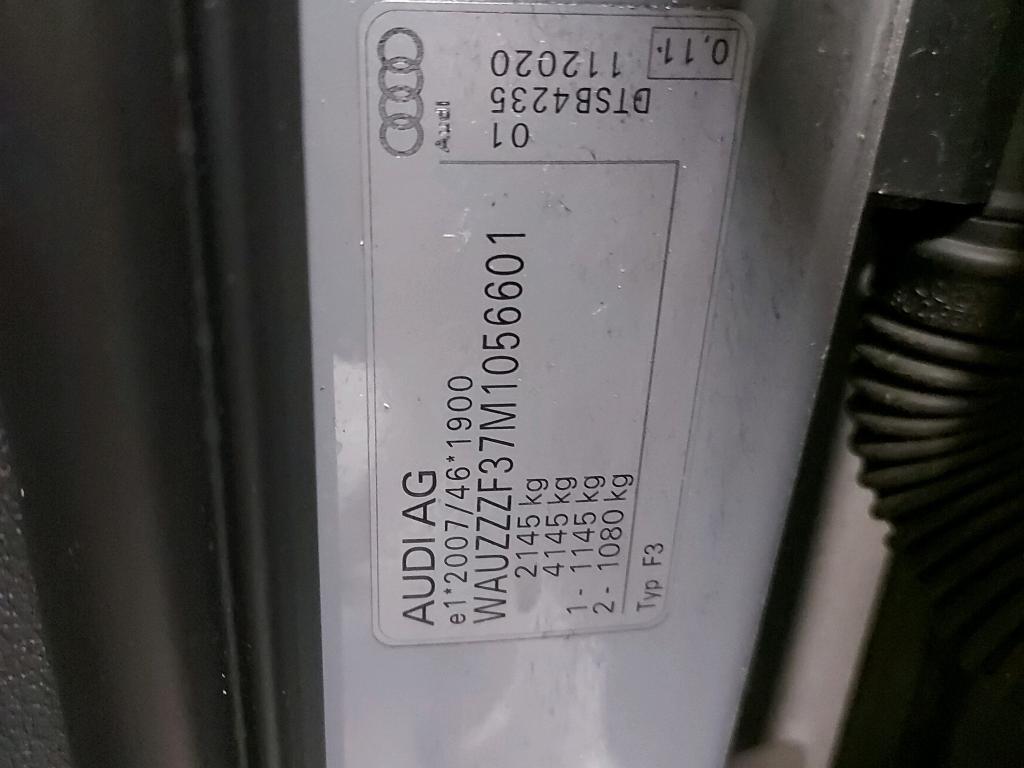 AUDI AG
e1*2007/46*1900
WAUZZZF37M1056601
2145 kg
4145 kg
1 - 1145 kg
2 - 1080 kg
Typ F3
Audi
01
DTSB4235
112020
0,11